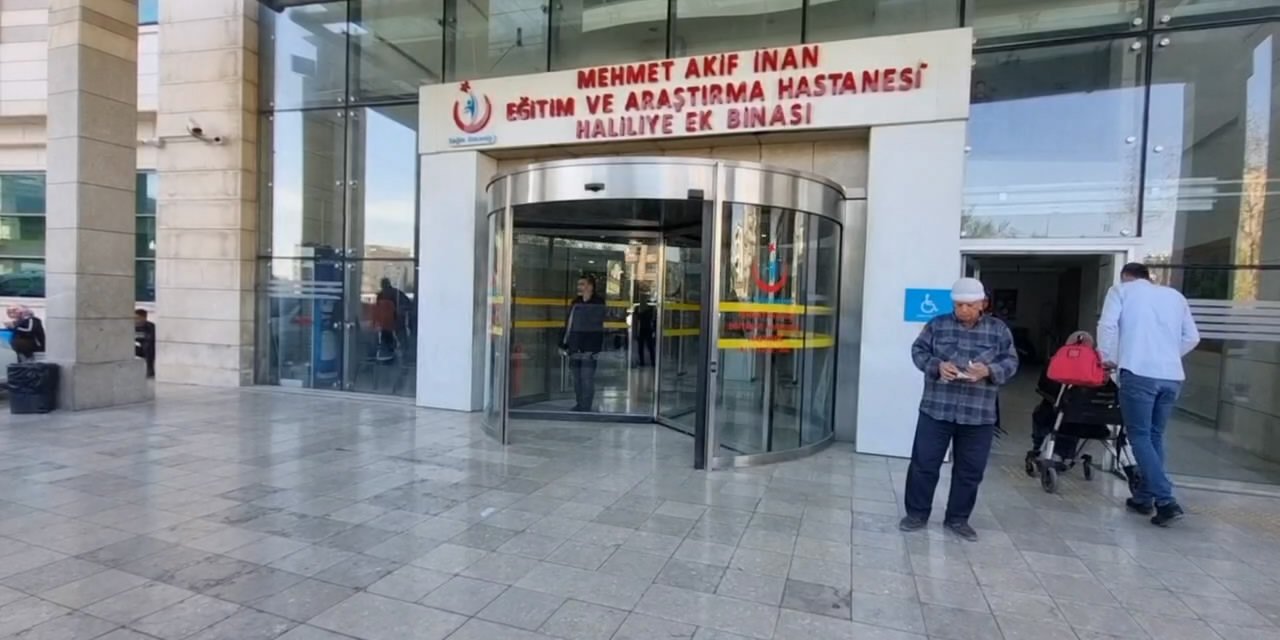 MEHMET AKİF İNAN
EĞİTİM VE ARAŞTIRMA HASTANESİ
HALİLİYE EK BİNASI